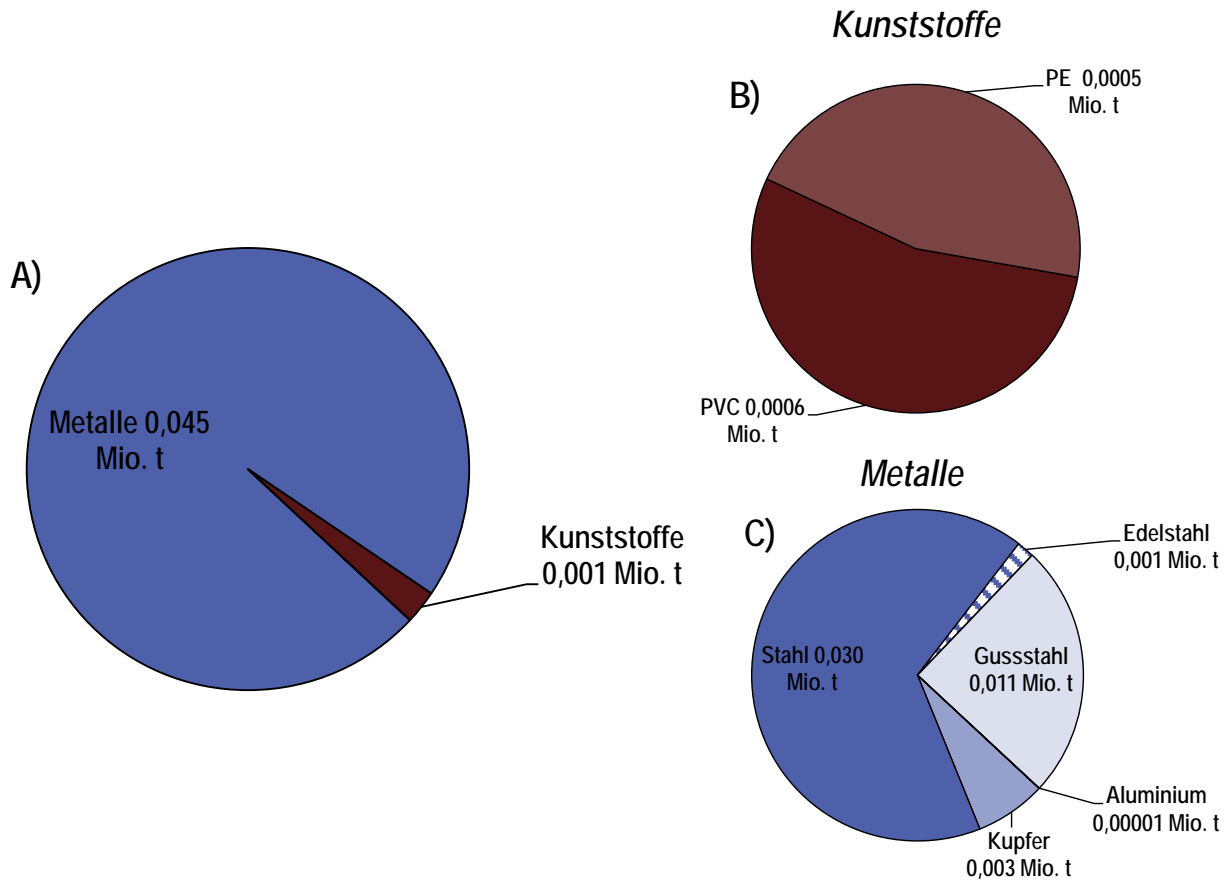 A)
Metalle 0,045
Mio. t
Kunststoffe
0,001 Mio. t
Kunststoffe
B)
PE 0,0005
Mio. t
PVC 0,0006
Mio. t
Metalle
C)
Edelstahl
0,001 Mio. t
Stahl 0,030
Mio. t
Gussstahl
0,011 Mio. t
Aluminium
0,00001 Mio. t
Kupfer
0,003 Mio. t